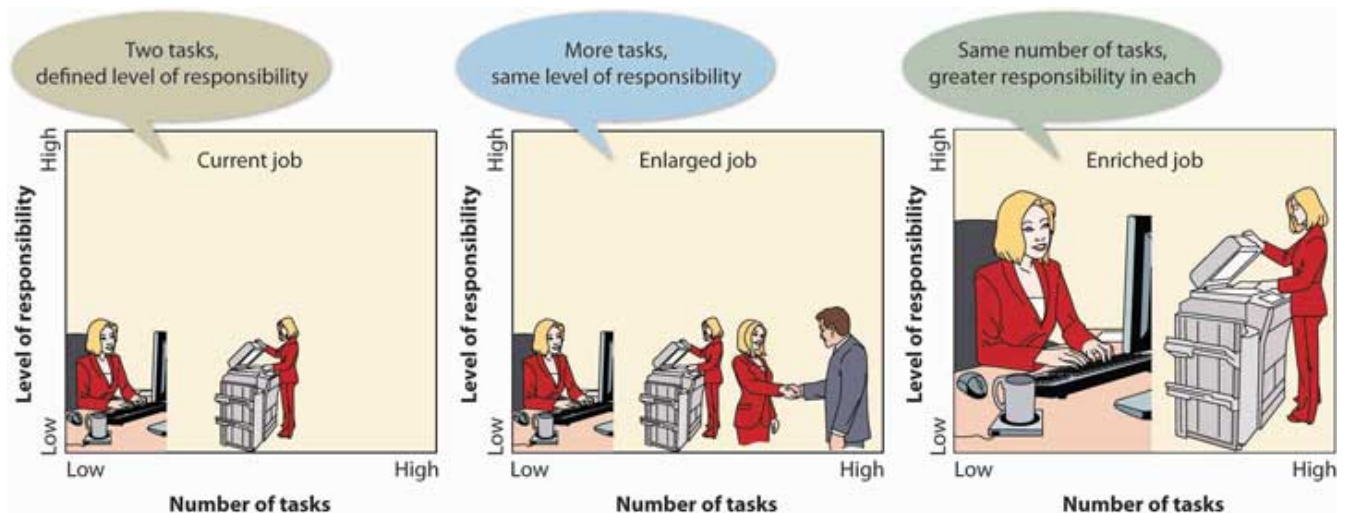 Two tasks,
defined level of responsibility
More tasks,
same level of responsibility
Same number of tasks,
greater responsibility in each
Level of responsibility
High
Low
Current job
Low
High
Number of tasks
Level of responsibility
High
Low
Enlarged job
Low
High
Number of tasks
Level of responsibility
High
Low
Enriched job
Low
High
Number of tasks